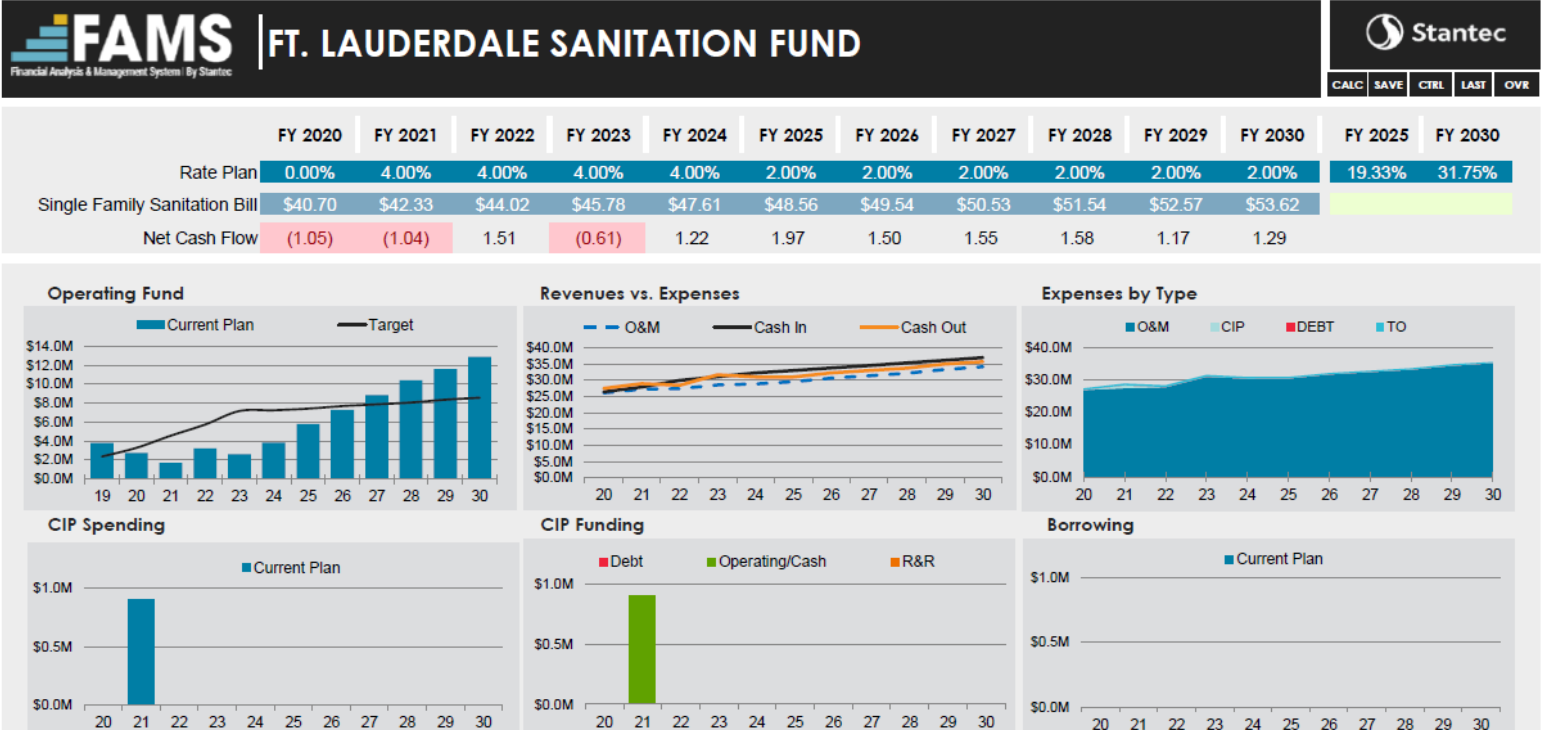 FAMS
Financial Analysis & Management System | By Stantec
FT. LAUDERDALE SANITATION FUND
Stantec
CALC SAVE CTRL LAST OVR
FY 2020 FY 2021 FY 2022 FY 2023 FY 2024 FY 2025 FY 2026 FY 2027 FY 2028 FY 2029 FY 2030 FY 2025 FY 2030
Rate Plan 0.00% 4.00% 4.00% 4.00% 4.00% 2.00% 2.00% 2.00% 2.00% 2.00% 2.00% 19.33% 31.75%
Single Family Sanitation Bill $40.70 $42.33 $44.02 $45.78 $47.61 $48.56 $49.54 $50.53 $51.54 $52.57 $53.62
Net Cash Flow (1.05) (1.04) 1.51 (0.61) 1.22 1.97 1.50 1.55 1.58 1.17 1.29
Operating Fund
Current Plan Target
$14.0M
$12.0M
$10.0M
$8.0M
$6.0M
$4.0M
$2.0M
$0.0M
19 20 21 22 23 24 25 26 27 28 29 30
Revenues vs. Expenses
O&M Cash In Cash Out
$40.0M
$35.0M
$30.0M
$25.0M
$20.0M
$15.0M
$10.0M
$5.0M
$0.0M
20 21 22 23 24 25 26 27 28 29 30
Expenses by Type
O&M CIP DEBT TO
$40.0M
$30.0M
$20.0M
$10.0M
$0.0M
20 21 22 23 24 25 26 27 28 29 30
CIP Spending
Current Plan
$1.0M
$0.5M
$0.0M
20 21 22 23 24 25 26 27 28 29 30
CIP Funding
Debt Operating/Cash R&R
$1.0M
$0.5M
$0.0M
20 21 22 23 24 25 26 27 28 29 30
Borrowing
Current Plan
$1.0M
$0.5M
$0.0M
20 21 22 23 24 25 26 27 28 29 30